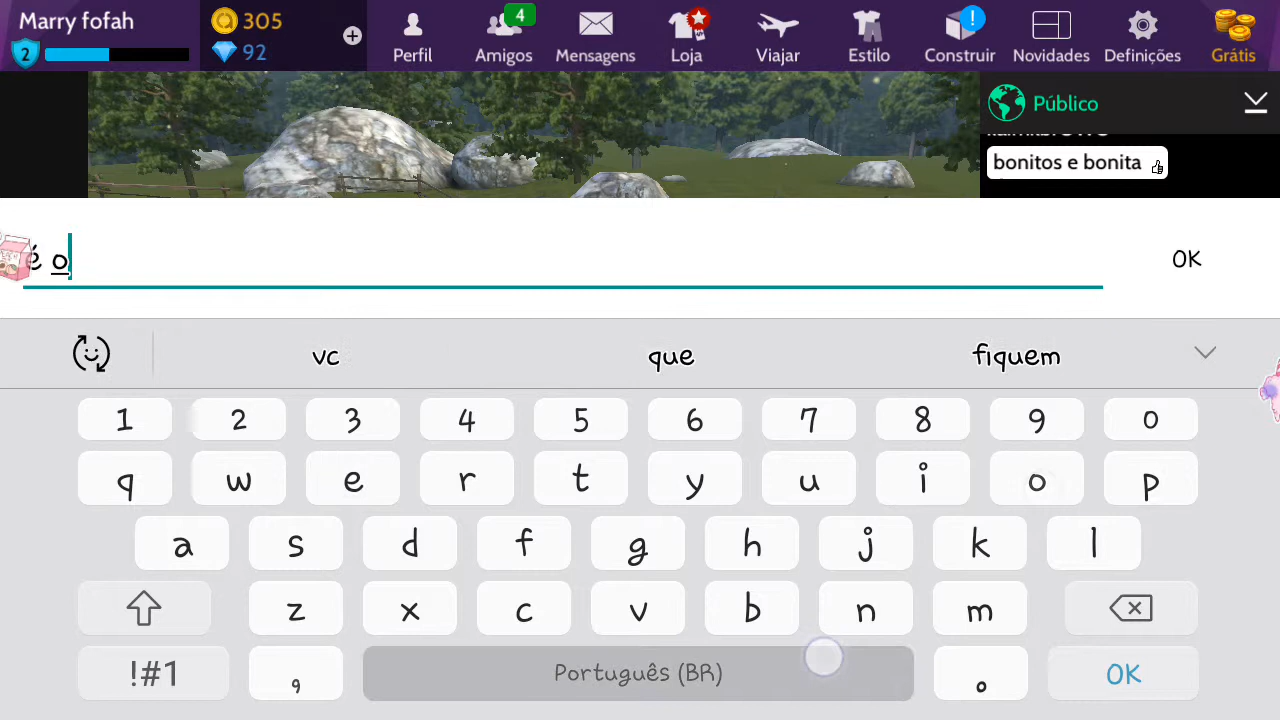 Marry fofah
2
305
92
Perfil
4
Amigos
Mensagens
Loja
Viajar
Estilo
!
Construir
Novidades
Definições
Grátis
Público
bonitos e bonita
é o
OK
vc que fiquem
1 2 3 4 5 6 7 8 9 0
q w e r t y u i o p
a s d f g h j k l
z x c v b n m
!#1 , Português (BR) . OK